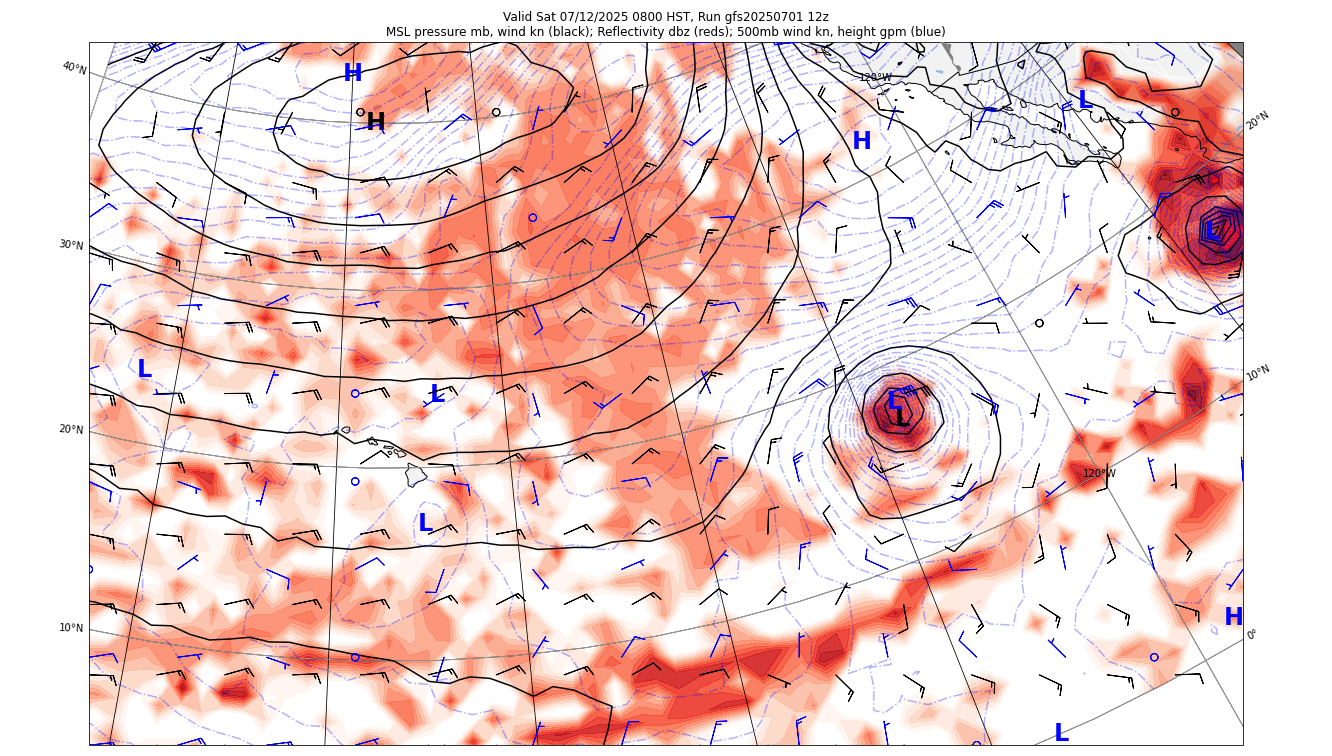 Valid Sat 07/12/2025 0800 HST, Run gfs20250701 12z
MSL pressure mb, wind kn (black); Reflectivity dbz (reds); 500mb wind kn, height gpm (blue)
40°N
H
120°W
L
20°N
H
H
30°N
L
L
10°N
L
L
L
20°N
120°W
L
10°N
H
0°
L